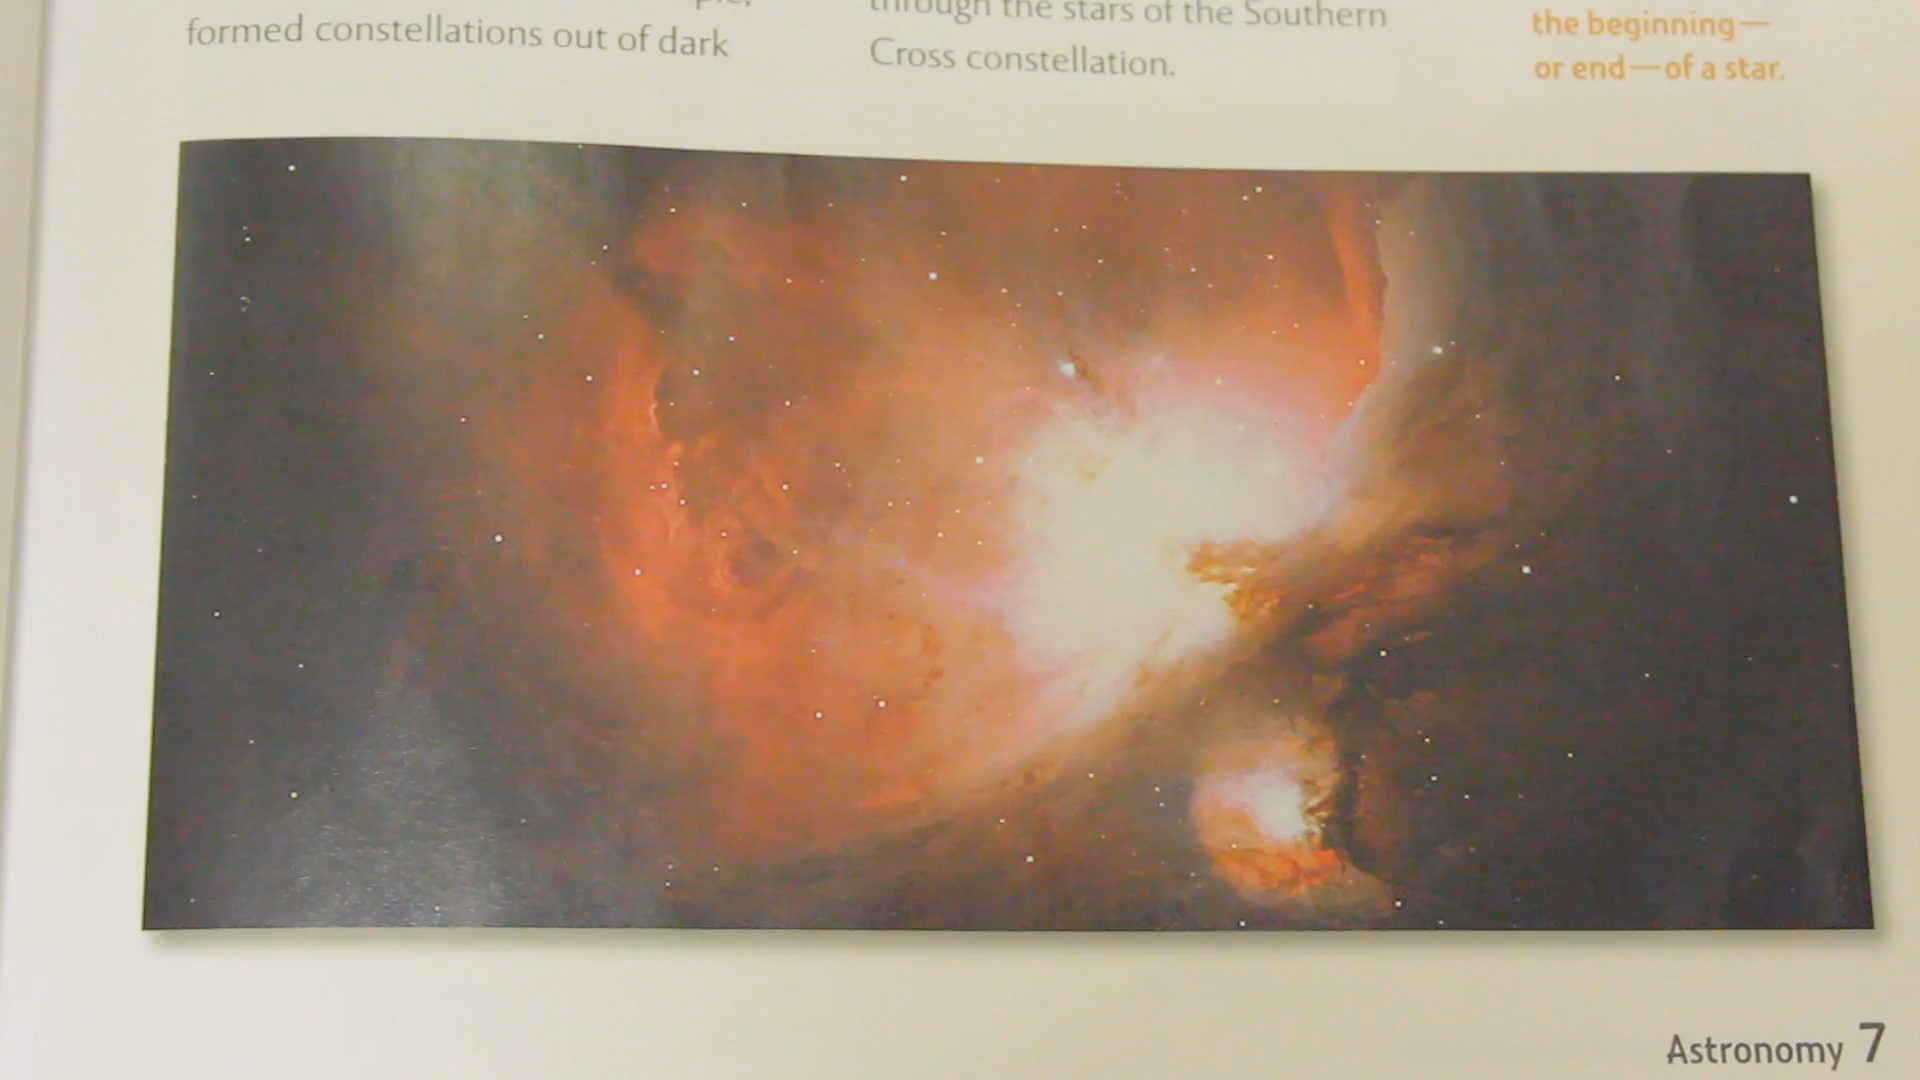 formed constellations out of dark
through the stars of the Southern
Cross constellation.
the beginning—
or end—of a star.
Astronomy 7